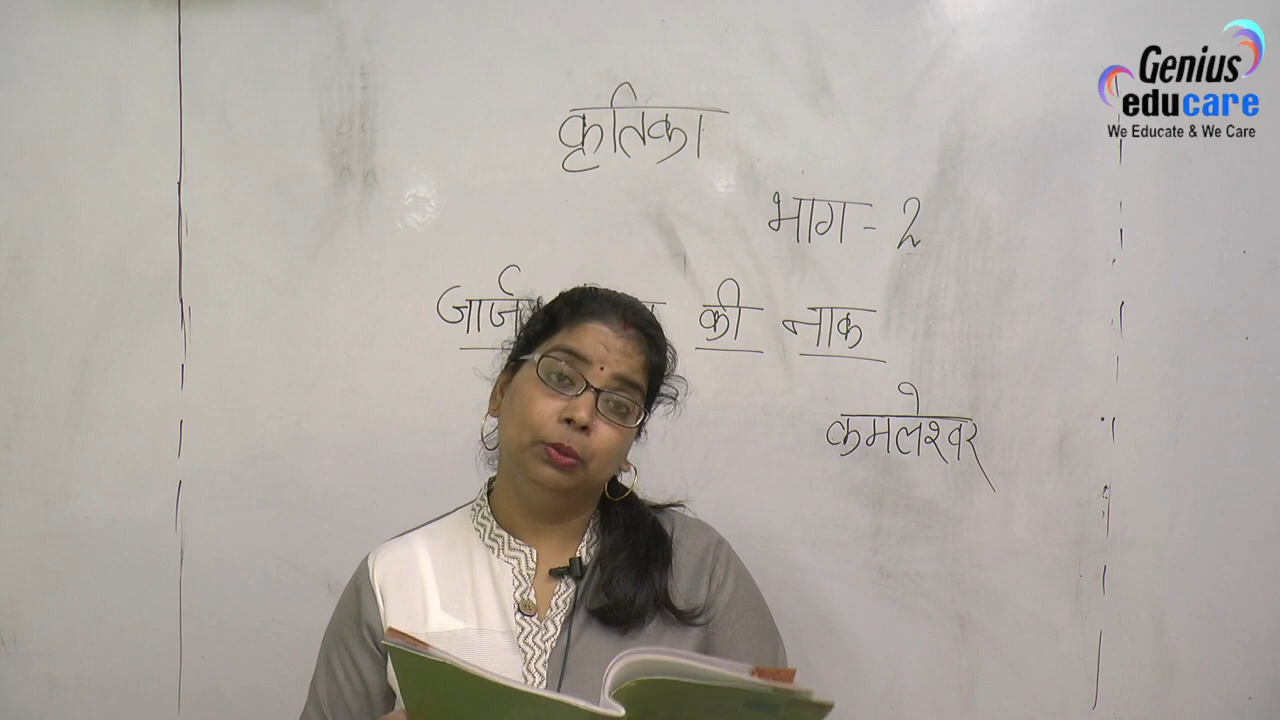 Genius
educare
We Educate & We Care
कृतिका
भाग - 2
जार्ज की नाक
कमलेश्वर